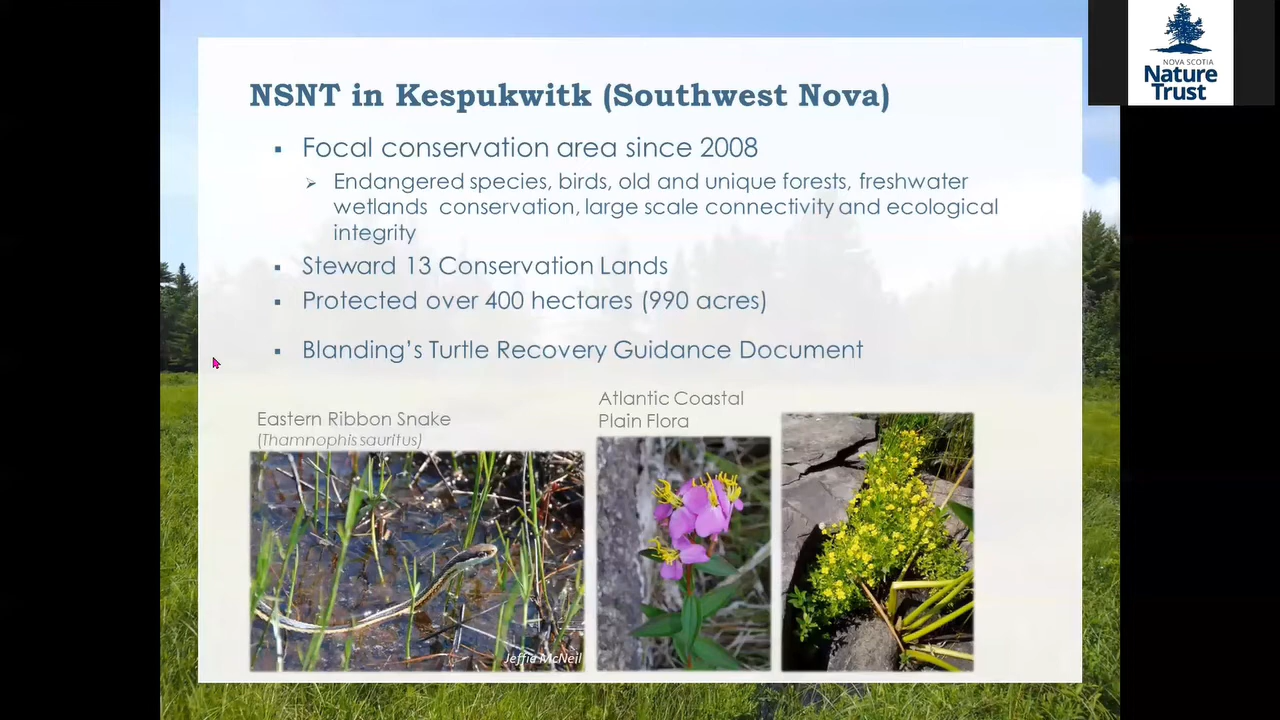 NOVA SCOTIA
Nature
Trust
NSNT in Kespukwitk (Southwest Nova)
Focal conservation area since 2008
Endangered species, birds, old and unique forests, freshwater
wetlands conservation, large scale connectivity and ecological
integrity
Steward 13 Conservation Lands
Protected over 400 hectares (990 acres)
Blanding's Turtle Recovery Guidance Document
Eastern Ribbon Snake
(Thamnophis sauritus)
Atlantic Coastal
Plain Flora
Jeffie McNeil